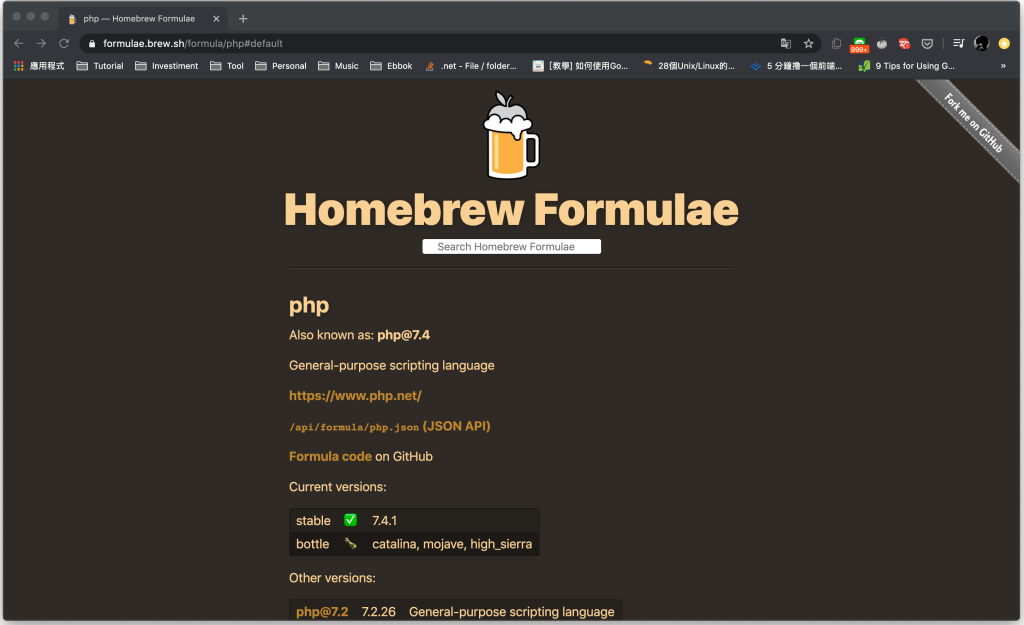 php — Homebrew Formulae
formulae.brew.sh/formula/php#default
999+
應用程式 Tutorial Investiment Tool Personal Music Ebbok .net - File / folder... [教學] 如何使用Go... 28個Unix/Linux的... 5 分鐘擼一個前端... 9 Tips for Using G... »
Fork me on GitHub
Homebrew Formulae
Search Homebrew Formulae
php
Also known as: php@7.4
General-purpose scripting language
https://www.php.net/
/api/formula/php.json (JSON API)
Formula code on GitHub
Current versions:
stable ✅ 7.4.1
bottle 🍾 catalina, mojave, high_sierra
Other versions:
php@7.2 7.2.26 General-purpose scripting language